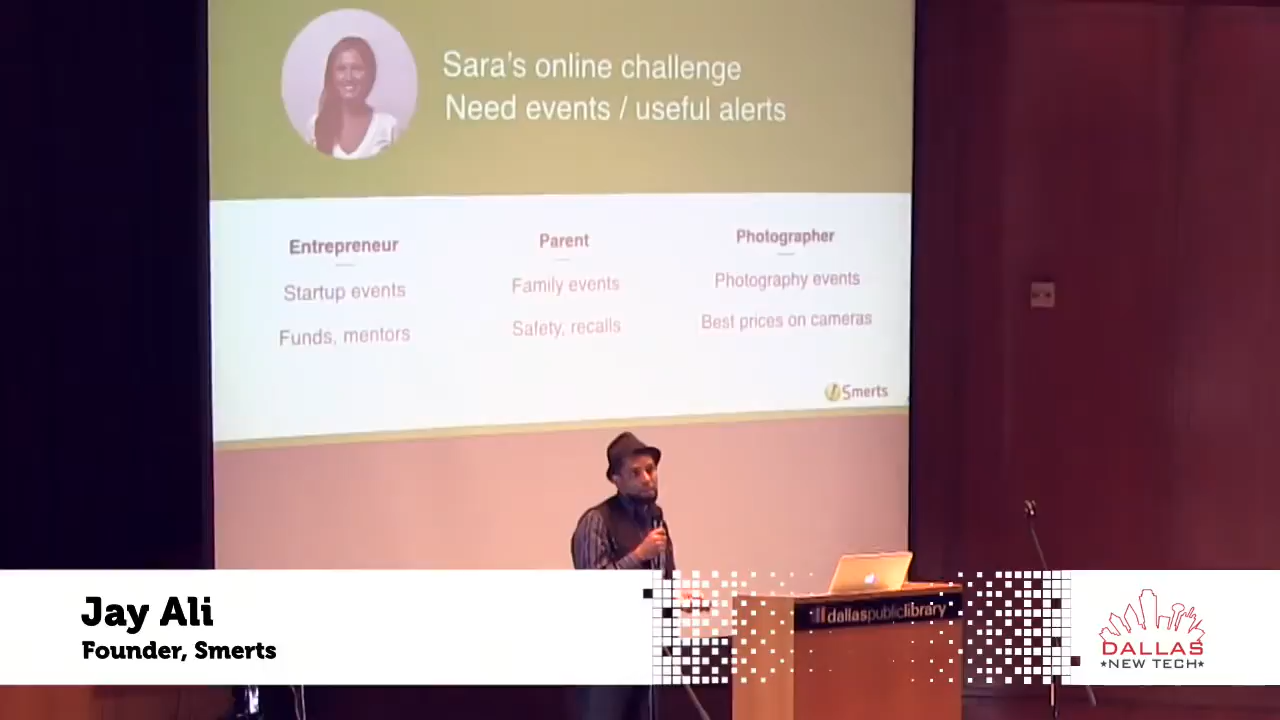 Sara's online challenge
Need events / useful alerts
Entrepreneur
Startup events
Funds, mentors
Parent
Family events
Safety, recalls
Photographer
Photography events
Best prices on cameras
Smerts
dallaspubliclibrary
Jay Ali
Founder, Smerts
DALLAS
★NEW TECH★